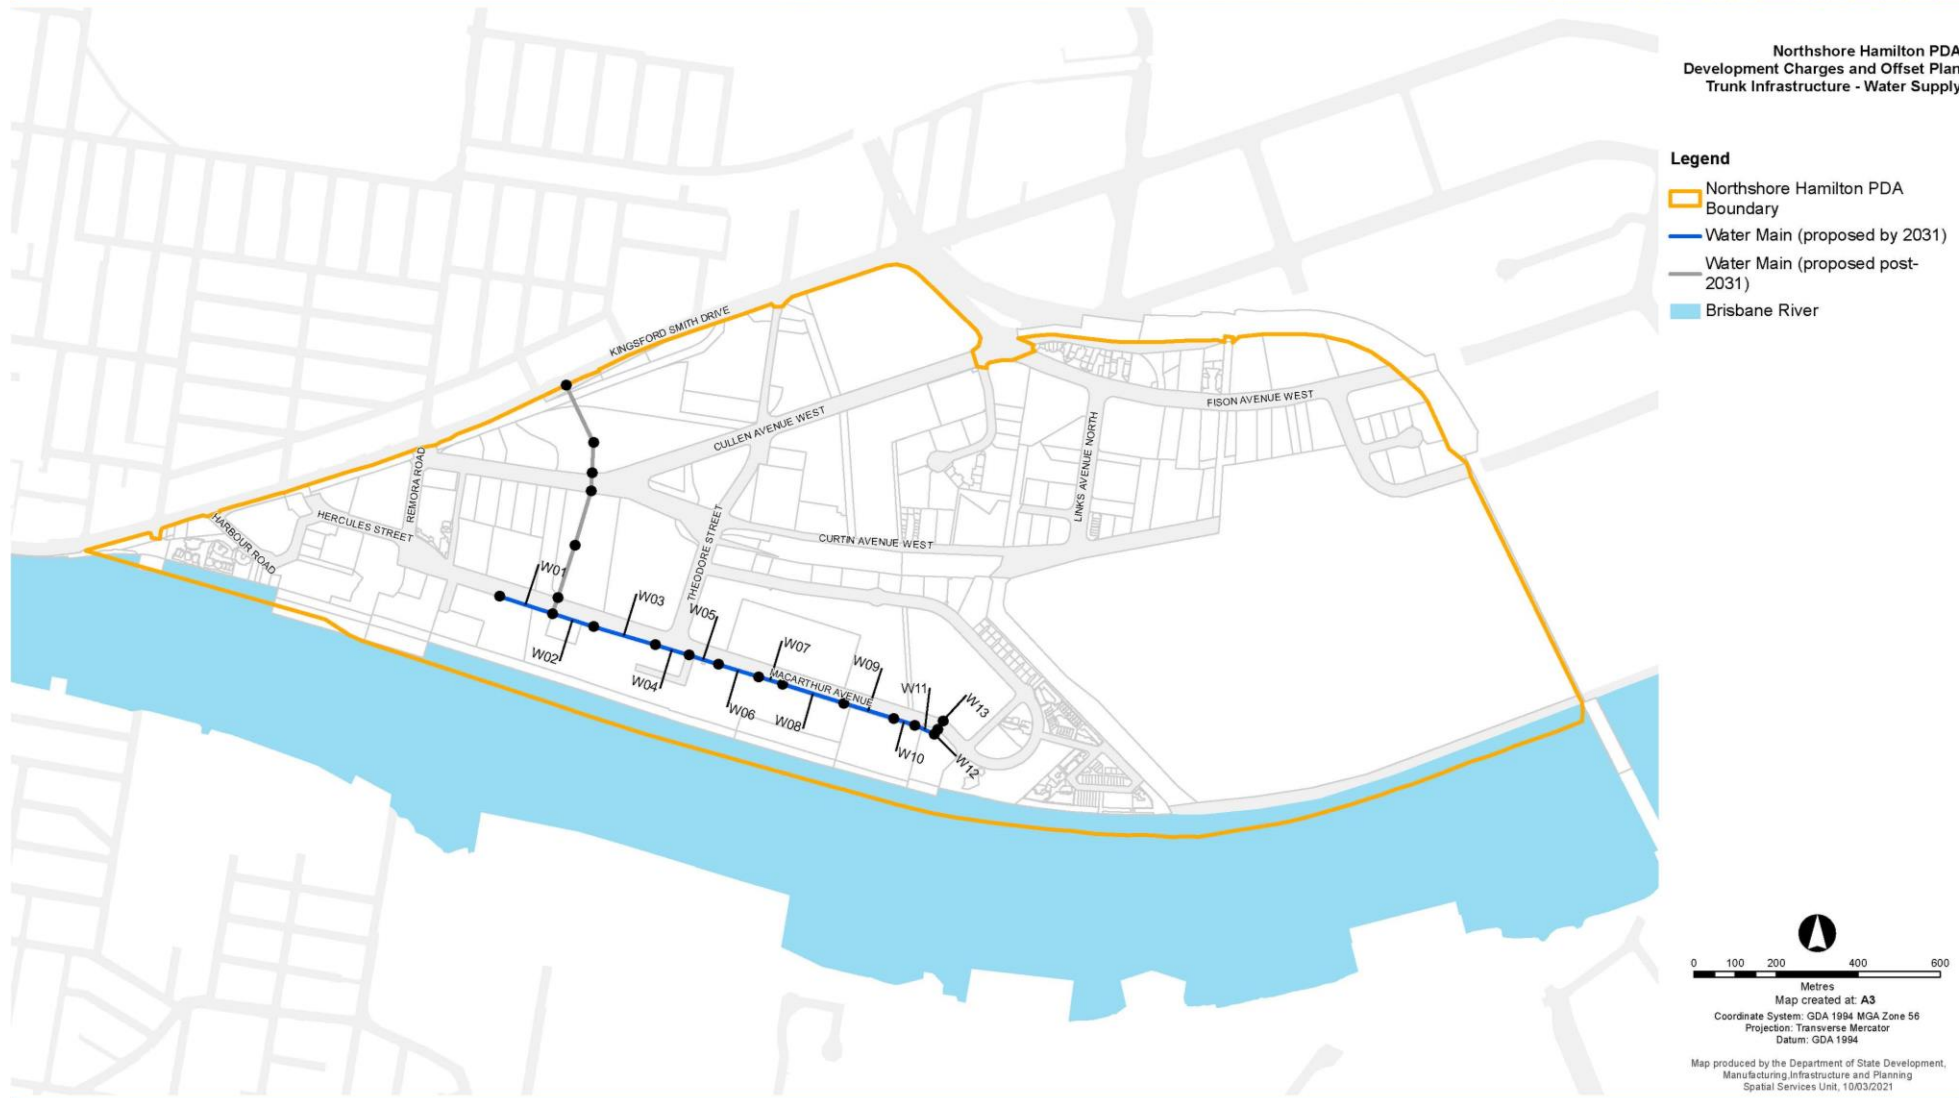 Northshore Hamilton PDA
Development Charges and Offset Plan
Trunk Infrastructure - Water Supply
Legend
Northshore Hamilton PDA
Boundary
Water Main (proposed by 2031)
Water Main (proposed post-
2031)
Brisbane River
KINGSFORD SMITH DRIVE
CULLEN AVENUE WEST
FISON AVENUE WEST
LINKS AVENUE NORTH
REMORA ROAD
HERCULES STREET
HARBOUR ROAD
THEODORE STREET
CURTIN AVENUE WEST
MACARTHUR AVENUE
W01
W02
W03
W04
W05
W06
W07
W08
W09
W10
W11
W12
W13
0 100 200 400 600
Metres
Map created at: A3
Coordinate System: GDA 1994 MGA Zone 56
Projection: Transverse Mercator
Datum: GDA 1994
Map produced by the Department of State Development,
Manufacturing,Infrastructure and Planning
Spatial Services Unit, 10/03/2021